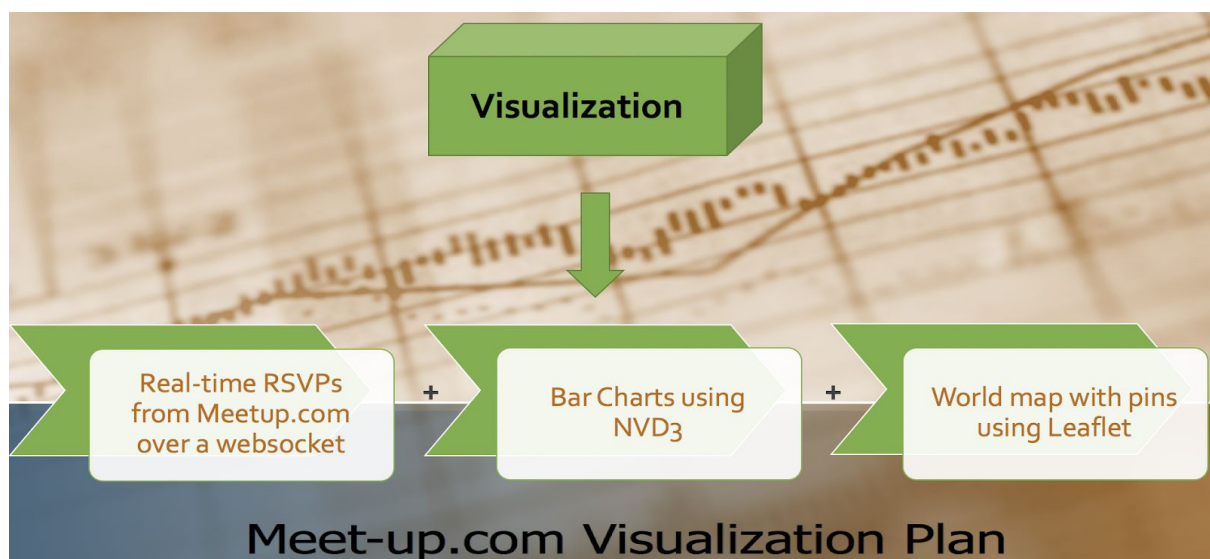 Visualization
Real-time RSVPs
from Meetup.com
over a websocket
+
Bar Charts using
NVD3
+
World map with pins
using Leaflet
Meet-up.com Visualization Plan